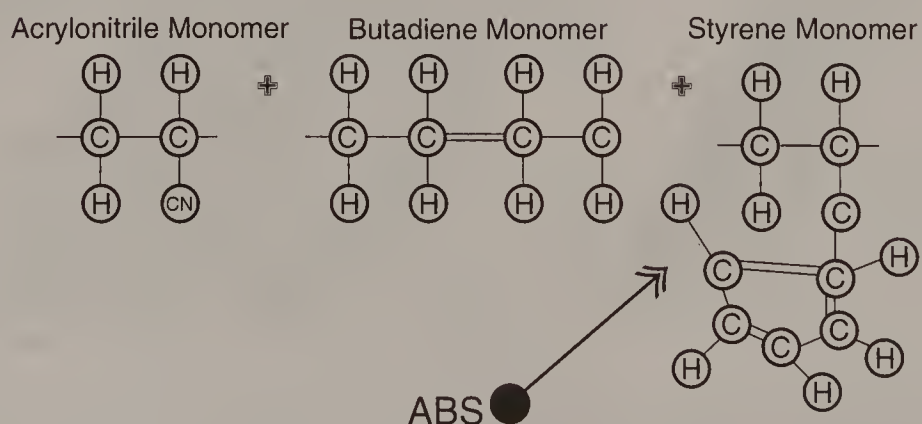 Acrylonitrile Monomer Butadiene Monomer Styrene Monomer
H H + H H H H + H H
C C C C C C C C
H CN H H H H H H C
C C H
C C C H
H H
ABS